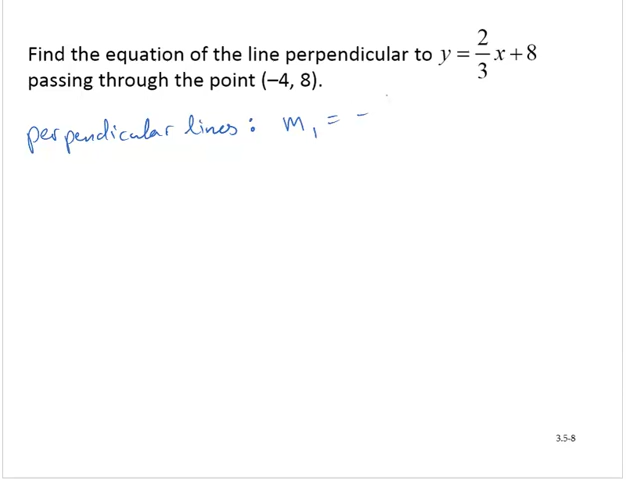 Find the equation of the line perpendicular to y = 2/3 x + 8
passing through the point (–4, 8).
perpendicular lines: m₁ = -
3.5-8